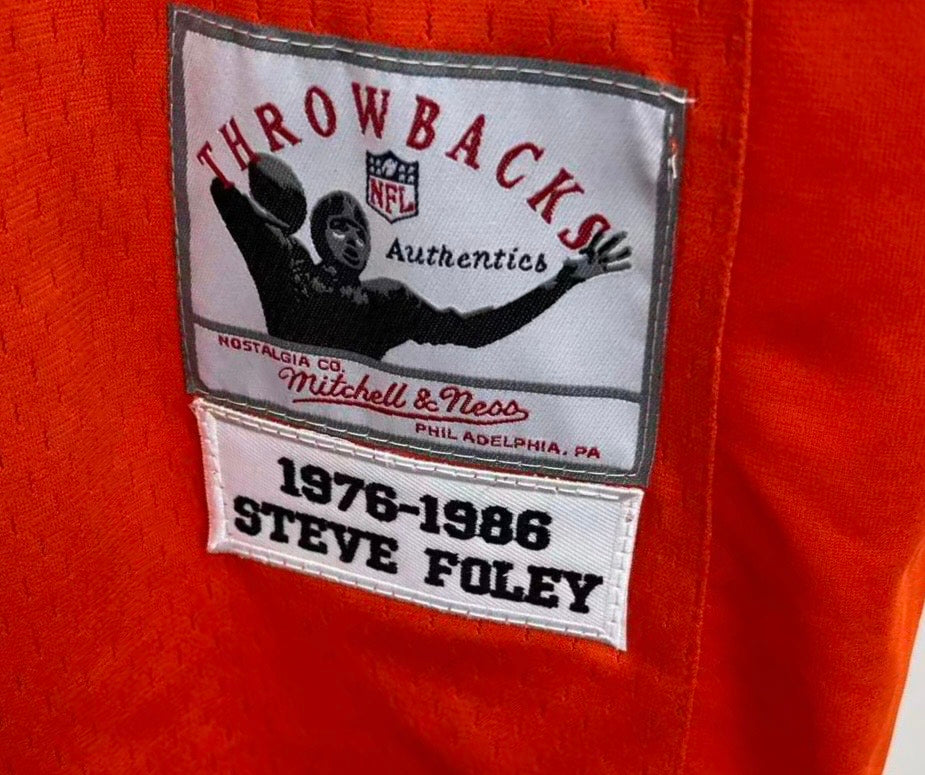 THROWBACKS
NFL
Authentics
NOSTALGIA CO.
Mitchell & Ness
PHILADELPHIA, PA
1976-1986
STEVE FOLEY